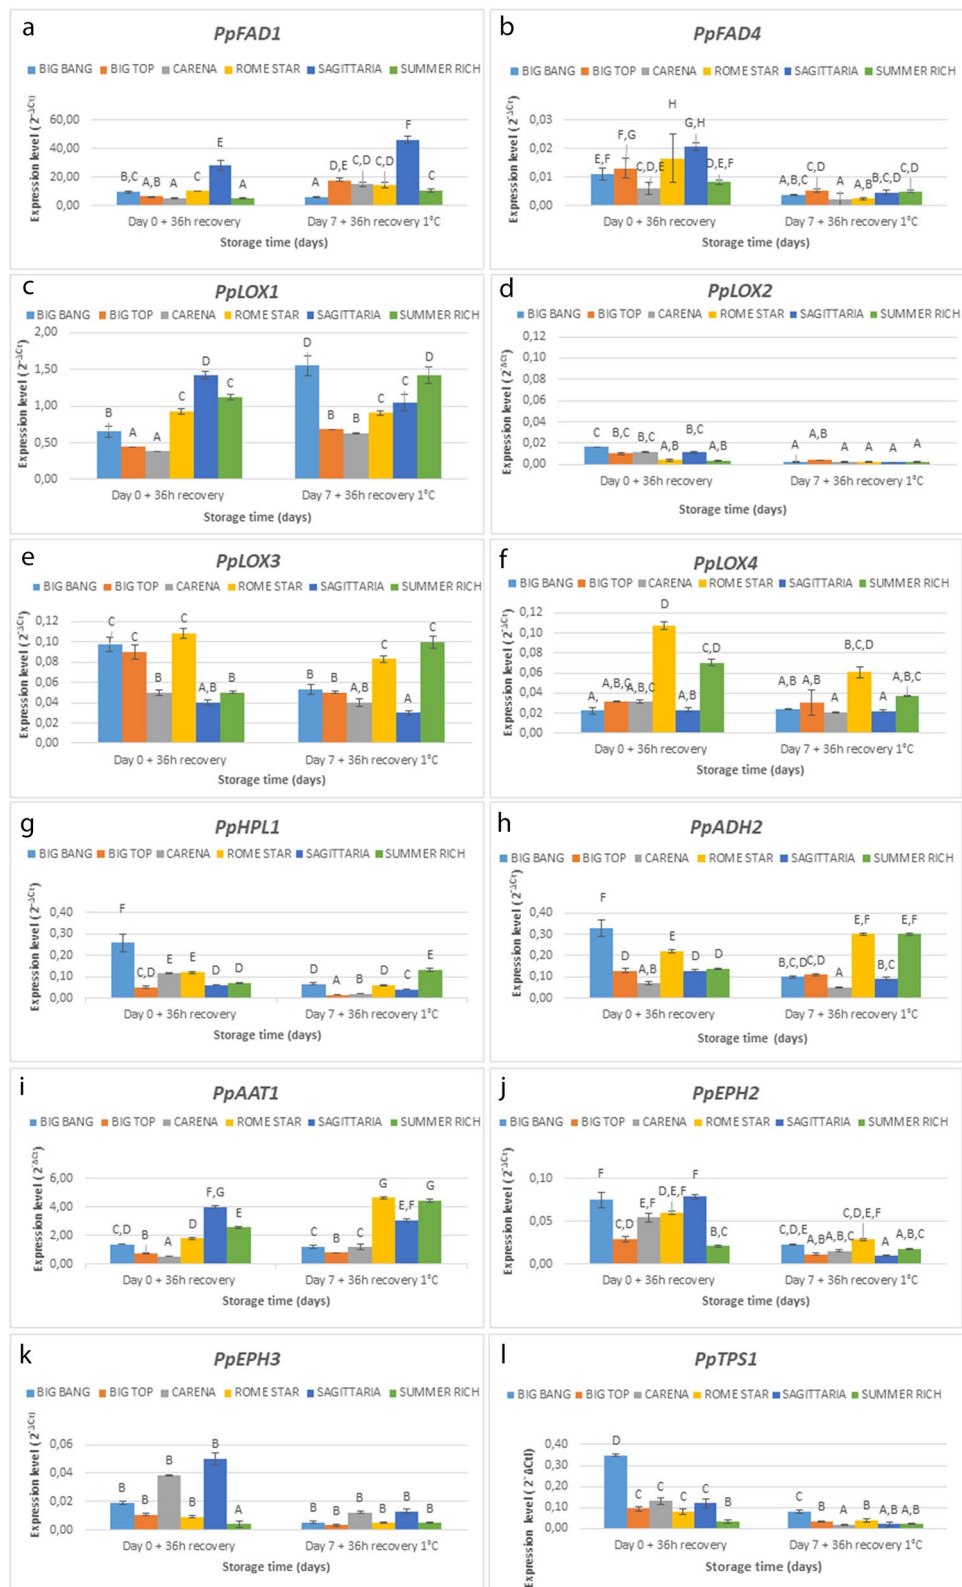 a
PpFAD1
BIG BANG BIG TOP CARENA ROME STAR SAGITTARIA SUMMER RICH
Expression level (2^-ΔCt)
60,00
40,00
20,00
0,00
B,C A,B A C E A
A D,E C,D C,D F C
Day 0 + 36h recovery Day 7 + 36h recovery 1°C
Storage time (days)
b
PpFAD4
BIG BANG BIG TOP CARENA ROME STAR SAGITTARIA SUMMER RICH
Expression level (2^-ΔCt)
0,03
0,02
0,01
0,00
E,F F,G C,D,E H G,H D,E,F
A,B,C C,D A A,B B,C,D C,D
Day 0 + 36h recovery Day 7 + 36h recovery 1°C
Storage time (days)
c
PpLOX1
BIG BANG BIG TOP CARENA ROME STAR SAGITTARIA SUMMER RICH
Expression level (2^-ΔCt)
2,00
1,50
1,00
0,50
0,00
B A A C D C
D B B C C D
Day 0 + 36h recovery Day 7 + 36h recovery 1°C
Storage time (days)
d
PpLOX2
BIG BANG BIG TOP CARENA ROME STAR SAGITTARIA SUMMER RICH
Expression level (2^-ΔCt)
0,12
0,10
0,08
0,06
0,04
0,02
0,00
C B,C B,C A,B B,C A,B
A A,B A A A A
Day 0 + 36h recovery Day 7 + 36h recovery 1°C
Storage time (days)
e
PpLOX3
BIG BANG BIG TOP CARENA ROME STAR SAGITTARIA SUMMER RICH
Expression level (2^-ΔCt)
0,12
0,10
0,08
0,06
0,04
0,02
0,00
C C B C A,B B
B B A,B C A C
Day 0 + 36h recovery Day 7 + 36h recovery 1°C
Storage time (days)
f
PpLOX4
BIG BANG BIG TOP CARENA ROME STAR SAGITTARIA SUMMER RICH
Expression level (2^-ΔCt)
0,12
0,10
0,08
0,06
0,04
0,02
0,00
A, A,B,C A,B,C D A,B C,D
A,B A,B A B,C,D A A,B,C
Day 0 + 36h recovery Day 7 + 36h recovery 1°C
Storage time (days)
g
PpHPL1
BIG BANG BIG TOP CARENA ROME STAR SAGITTARIA SUMMER RICH
Expression level (2^-ΔCt)
0,40
0,30
0,20
0,10
0,00
F C,D E E D D
D A B D C E
Day 0 + 36h recovery Day 7 + 36h recovery 1°C
Storage time (days)
h
PpADH2
BIG BANG BIG TOP CARENA ROME STAR SAGITTARIA SUMMER RICH
Expression level (2^-ΔCt)
0,40
0,30
0,20
0,10
0,00
F D A,B E D D
B,C,D C,D A E,F B,C E,F
Day 0 + 36h recovery Day 7 + 36h recovery 1°C
Storage time (days)
i
PpAAT1
BIG BANG BIG TOP CARENA ROME STAR SAGITTARIA SUMMER RICH
Expression level (2^-ΔCt)
6,00
4,00
2,00
0,00
C,D B A D F,G E
C B C G E,F G
Day 0 + 36h recovery Day 7 + 36h recovery 1°C
Storage time (days)
j
PpEPH2
BIG BANG BIG TOP CARENA ROME STAR SAGITTARIA SUMMER RICH
Expression level (2^-ΔCt)
0,10
0,05
0,00
F C,D E,F D,E,F F B,C
C,D,E A,B A,B,C C,D,E,F A A,B,C
Day 0 + 36h recovery Day 7 + 36h recovery 1°C
Storage time (days)
k
PpEPH3
BIG BANG BIG TOP CARENA ROME STAR SAGITTARIA SUMMER RICH
Expression level (2^-ΔCt)
0,06
0,04
0,02
0,00
B B B B B A
B B B B B B
Day 0 + 36h recovery Day 7 + 36h recovery 1°C
Storage time (days)
l
PpTPS1
BIG BANG BIG TOP CARENA ROME STAR SAGITTARIA SUMMER RICH
Expression level (2^-ΔCtl)
0,40
0,30
0,20
0,10
0,00
D C C C C B
C B A B A,B A,B
Day 0 + 36h recovery Day 7 + 36h recovery 1°C
Storage time (days)